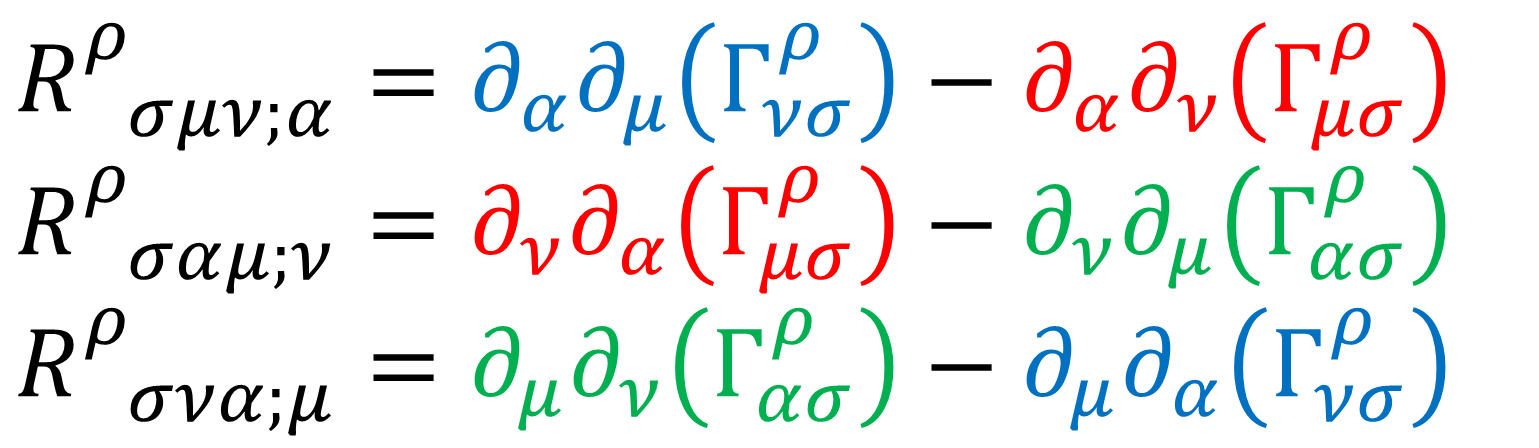 R^ρ_{σμν;α} = ∂_α∂_μ(Γ^ρ_{νσ}) − ∂_α∂_ν(Γ^ρ_{μσ})
R^ρ_{σαμ;ν} = ∂_ν∂_α(Γ^ρ_{μσ}) − ∂_ν∂_μ(Γ^ρ_{ασ})
R^ρ_{σνα;μ} = ∂_μ∂_ν(Γ^ρ_{ασ}) − ∂_μ∂_α(Γ^ρ_{νσ})